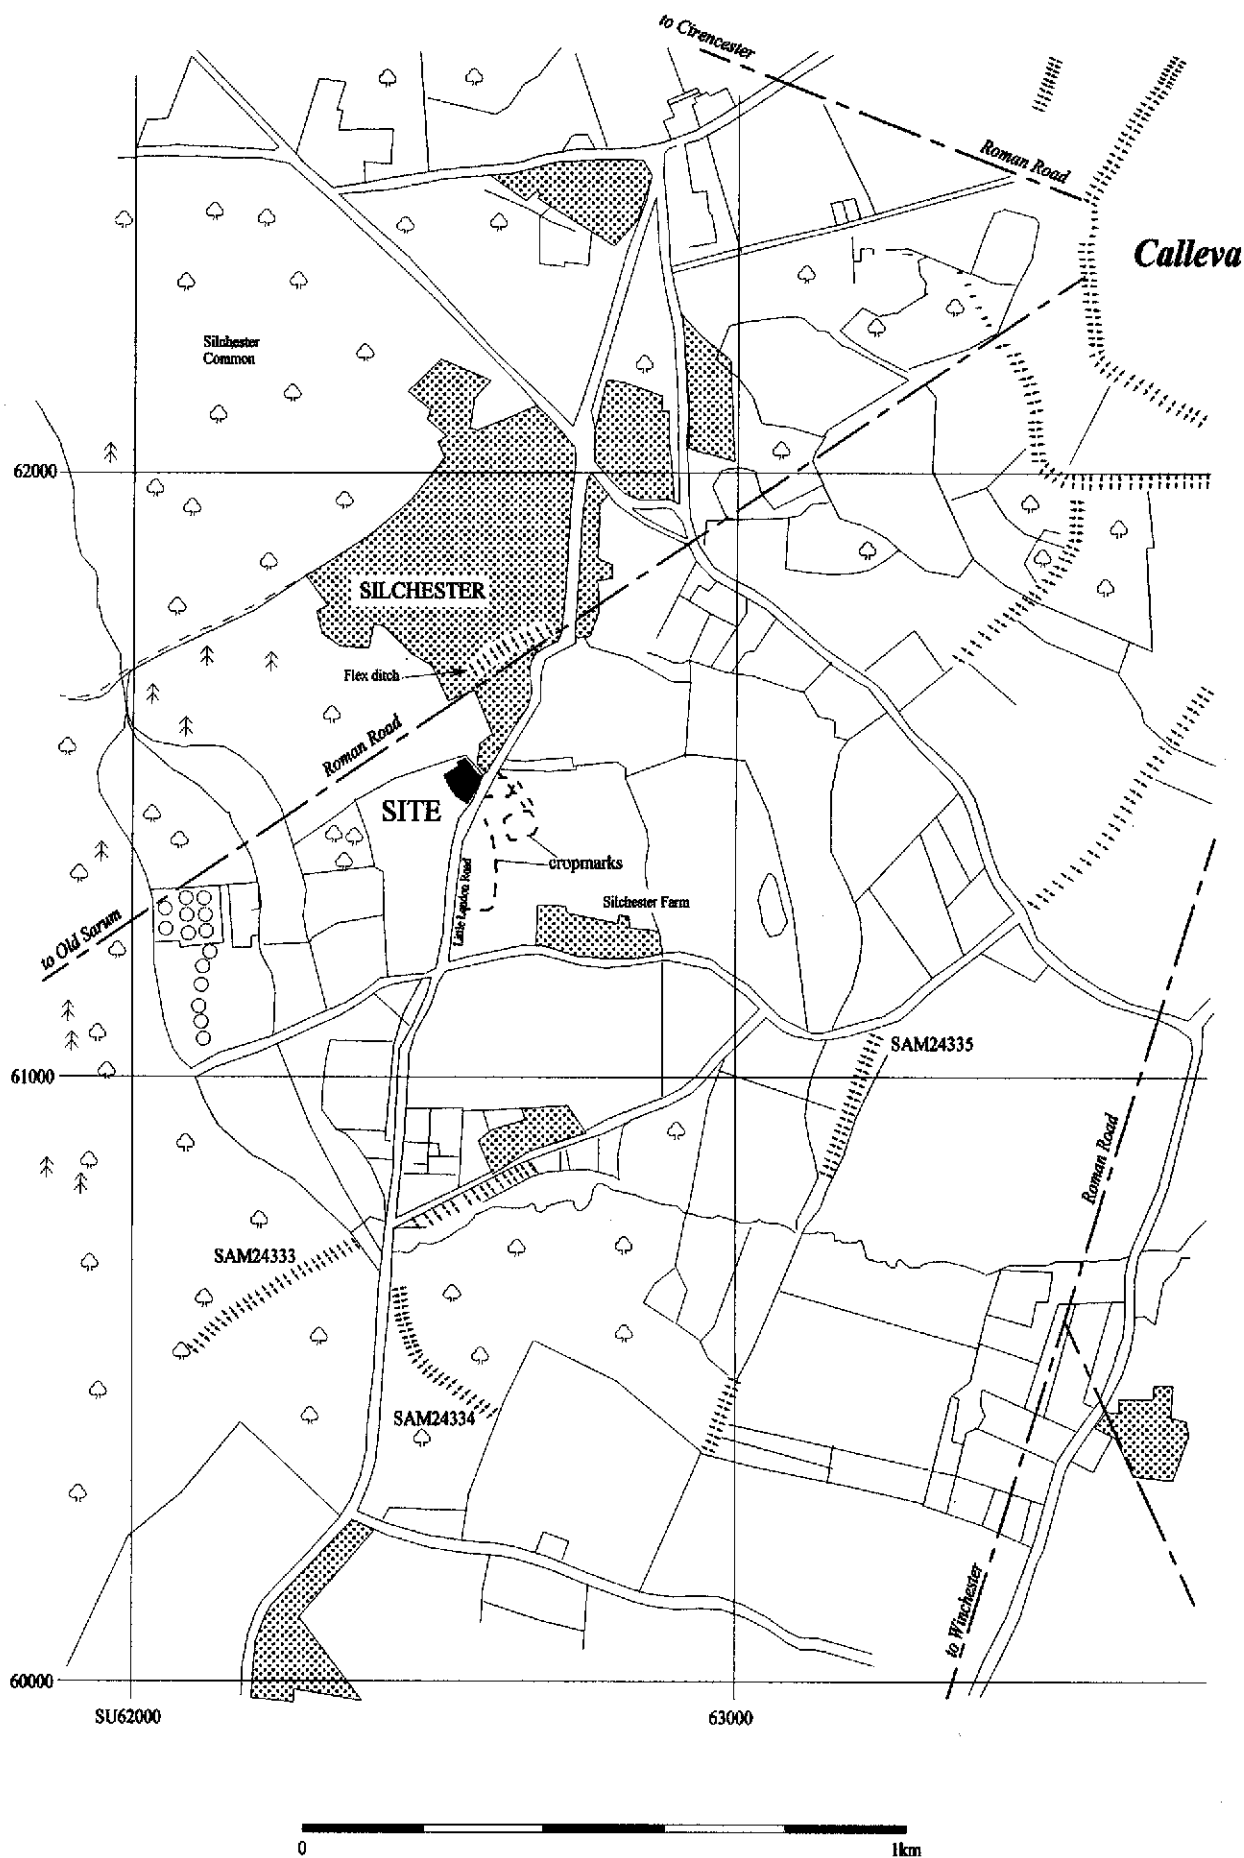 to Cirencester
Roman Road
Calleva
Silchester
Common
62000
SILCHESTER
Flex ditch
Roman Road
SITE
cropmarks
Little London Road
Silchester Farm
to Old Sarum
SAM24335
61000
Roman Road
SAM24333
SAM24334
to Winchester
60000
SU62000
63000
0
1km